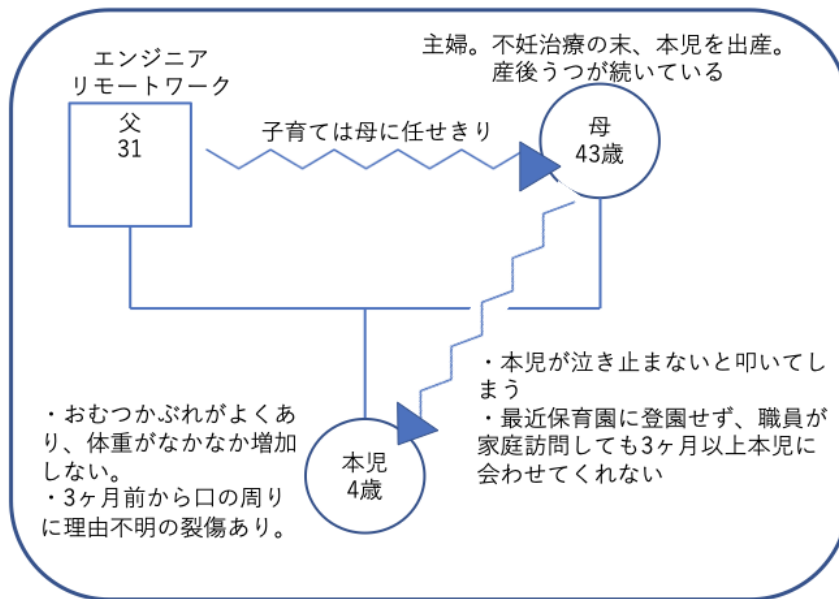 エンジニア
リモートワーク
父
31
主婦。不妊治療の末、本児を出産。
産後うつが続いている
母
43歳
子育ては母に任せきり
・本児が泣き止まないと叩いてし
まう
・最近保育園に登園せず、職員が
家庭訪問しても3ヶ月以上本児に
会わせてくれない
・おむつかぶれがよくあ
り、体重がなかなか増加
しない。
・3ヶ月前から口の周り
に理由不明の裂傷あり。
本児
4歳